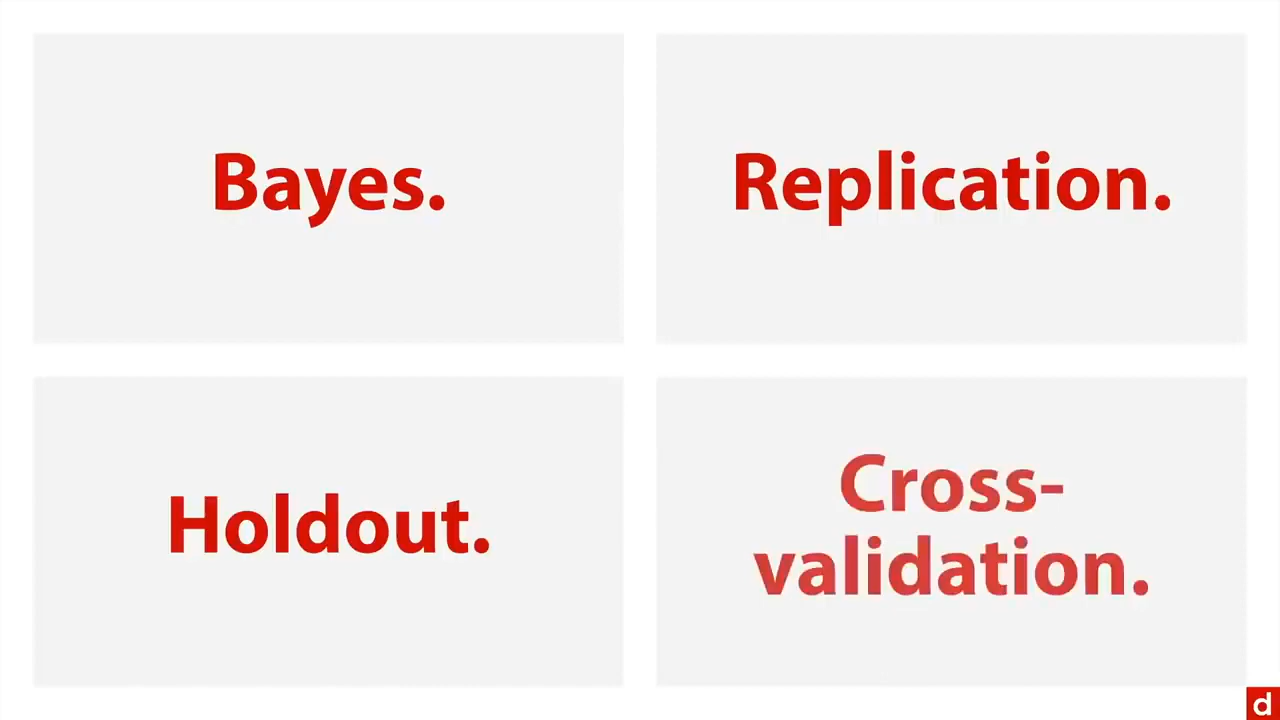 Bayes.
Replication.
Holdout.
Cross-
validation.
d